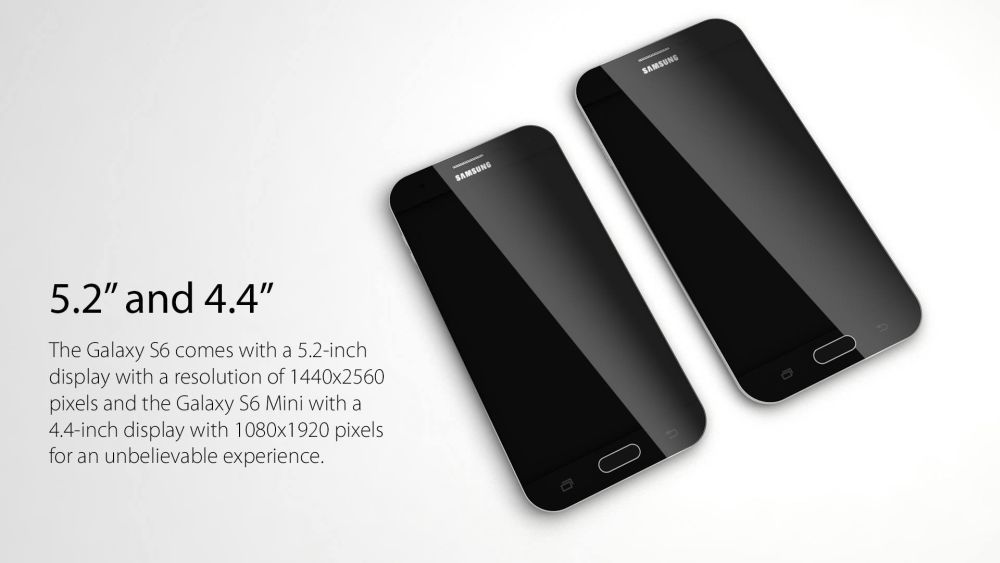 SAMSUNG
SAMSUNG
5.2” and 4.4”
The Galaxy S6 comes with a 5.2-inch
display with a resolution of 1440x2560
pixels and the Galaxy S6 Mini with a
4.4-inch display with 1080x1920 pixels
for an unbelievable experience.